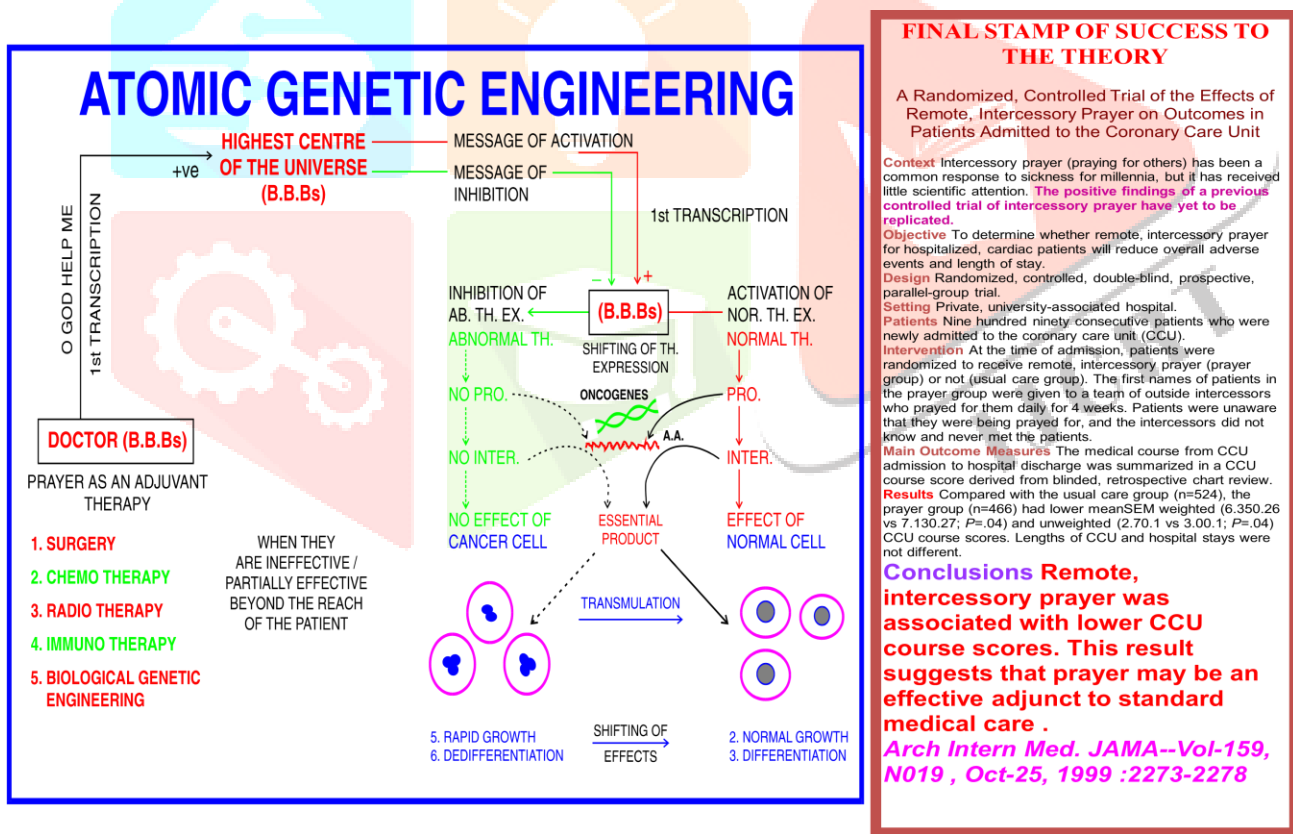 ATOMIC GENETIC ENGINEERING
HIGHEST CENTRE
OF THE UNIVERSE
(B.B.Bs)
+ve
MESSAGE OF ACTIVATION
MESSAGE OF
INHIBITION
1st TRANSCRIPTION
O GOD HELP ME
1st TRANSCRIPTION
DOCTOR (B.B.Bs)
PRAYER AS AN ADJUVANT
THERAPY
1. SURGERY
2. CHEMO THERAPY
3. RADIO THERAPY
4. IMMUNO THERAPY
5. BIOLOGICAL GENETIC
ENGINEERING
WHEN THEY
ARE INEFFECTIVE /
PARTIALLY EFFECTIVE
BEYOND THE REACH
OF THE PATIENT
INHIBITION OF
AB. TH. EX.
ABNORMAL TH.
NO PRO.
NO INTER.
NO EFFECT OF
CANCER CELL
–
+
(B.B.Bs)
SHIFTING OF TH.
EXPRESSION
ONCOGENES
A.A.
ESSENTIAL
PRODUCT
ACTIVATION OF
NOR. TH. EX.
NORMAL TH.
PRO.
INTER.
EFFECT OF
NORMAL CELL
TRANSMULATION
5. RAPID GROWTH
6. DEDIFFERENTIATION
SHIFTING OF
EFFECTS
2. NORMAL GROWTH
3. DIFFERENTIATION
FINAL STAMP OF SUCCESS TO
THE THEORY
A Randomized, Controlled Trial of the Effects of
Remote, Intercessory Prayer on Outcomes in
Patients Admitted to the Coronary Care Unit
Context Intercessory prayer (praying for others) has been a
common response to sickness for millennia, but it has received
little scientific attention. The positive findings of a previous
controlled trial of intercessory prayer have yet to be
replicated.
Objective To determine whether remote, intercessory prayer
for hospitalized, cardiac patients will reduce overall adverse
events and length of stay.
Design Randomized, controlled, double-blind, prospective,
parallel-group trial.
Setting Private, university-associated hospital.
Patients Nine hundred ninety consecutive patients who were
newly admitted to the coronary care unit (CCU).
Intervention At the time of admission, patients were
randomized to receive remote, intercessory prayer (prayer
group) or not (usual care group). The first names of patients in
the prayer group were given to a team of outside intercessors
who prayed for them daily for 4 weeks. Patients were unaware
that they were being prayed for, and the intercessors did not
know and never met the patients.
Main Outcome Measures The medical course from CCU
admission to hospital discharge was summarized in a CCU
course score derived from blinded, retrospective chart review.
Results Compared with the usual care group (n=524), the
prayer group (n=466) had lower meanSEM weighted (6.350.26
vs 7.130.27; P=.04) and unweighted (2.70.1 vs 3.00.1; P=.04)
CCU course scores. Lengths of CCU and hospital stays were
not different.
Conclusions Remote,
intercessory prayer was
associated with lower CCU
course scores. This result
suggests that prayer may be an
effective adjunct to standard
medical care .
Arch Intern Med. JAMA--Vol-159,
N019 , Oct-25, 1999 :2273-2278
IJCRT